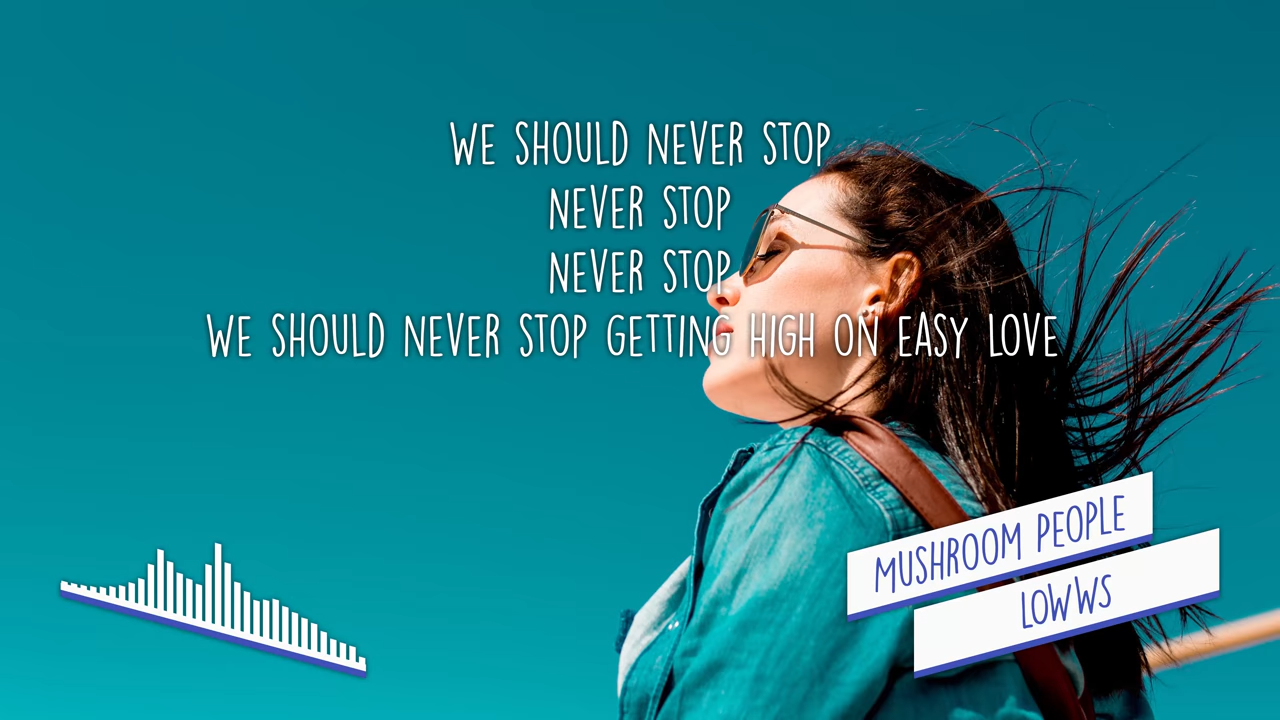 WE SHOULD NEVER STOP
NEVER STOP
NEVER STOP
WE SHOULD NEVER STOP GETTING HIGH ON EASY LOVE
MUSHROOM PEOPLE
LOWWS